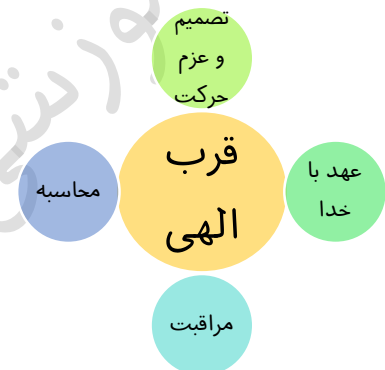 تصمیم
و عزم
حرکت
قرب
الهی
عهد با
خدا
محاسبه
مراقبت